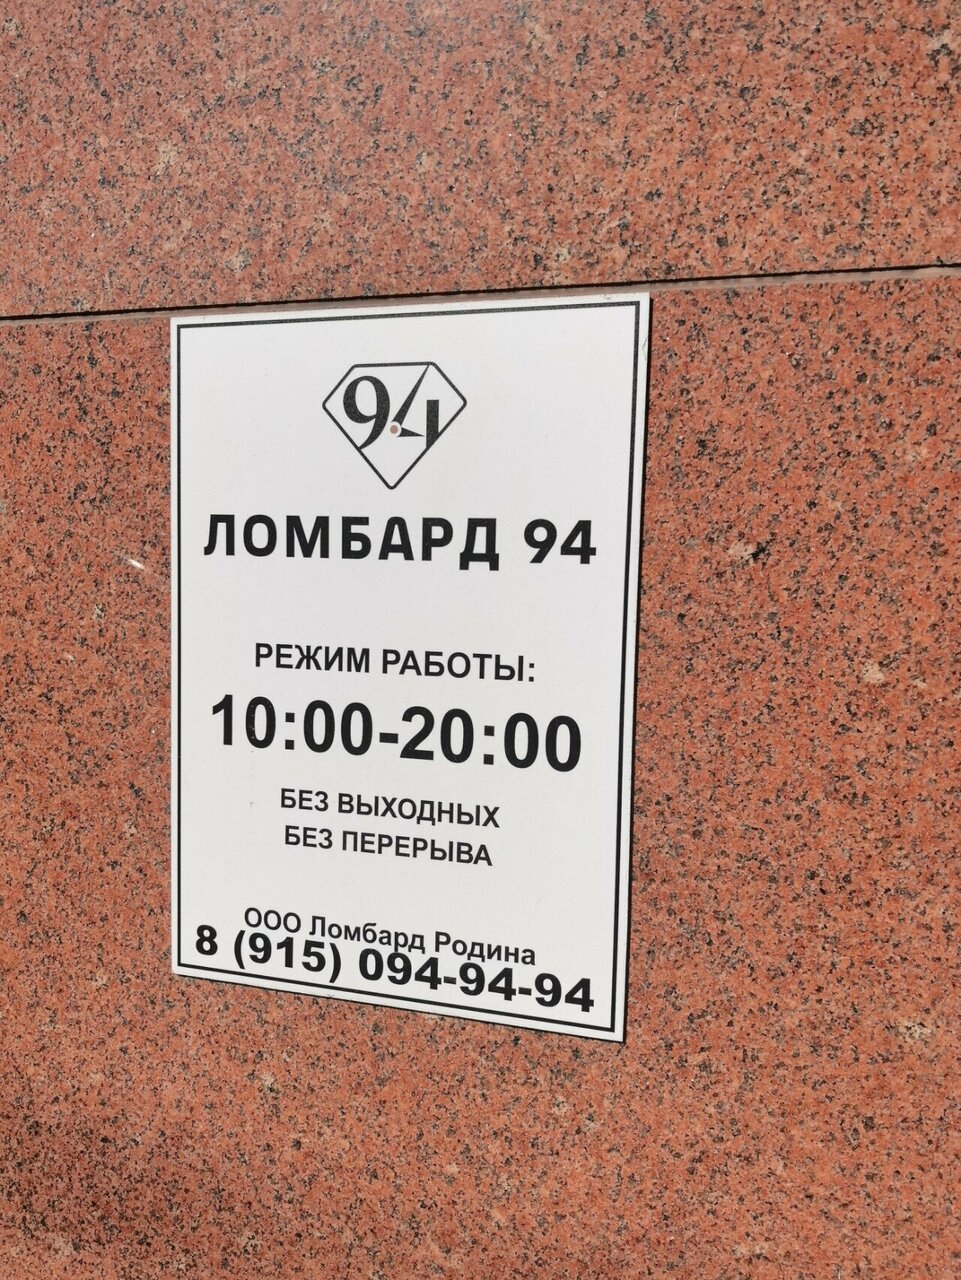 94
ЛОМБАРД 94
РЕЖИМ РАБОТЫ:
10:00-20:00
БЕЗ ВЫХОДНЫХ
БЕЗ ПЕРЕРЫВА
ООО Ломбард Родина
8 (915) 094-94-94